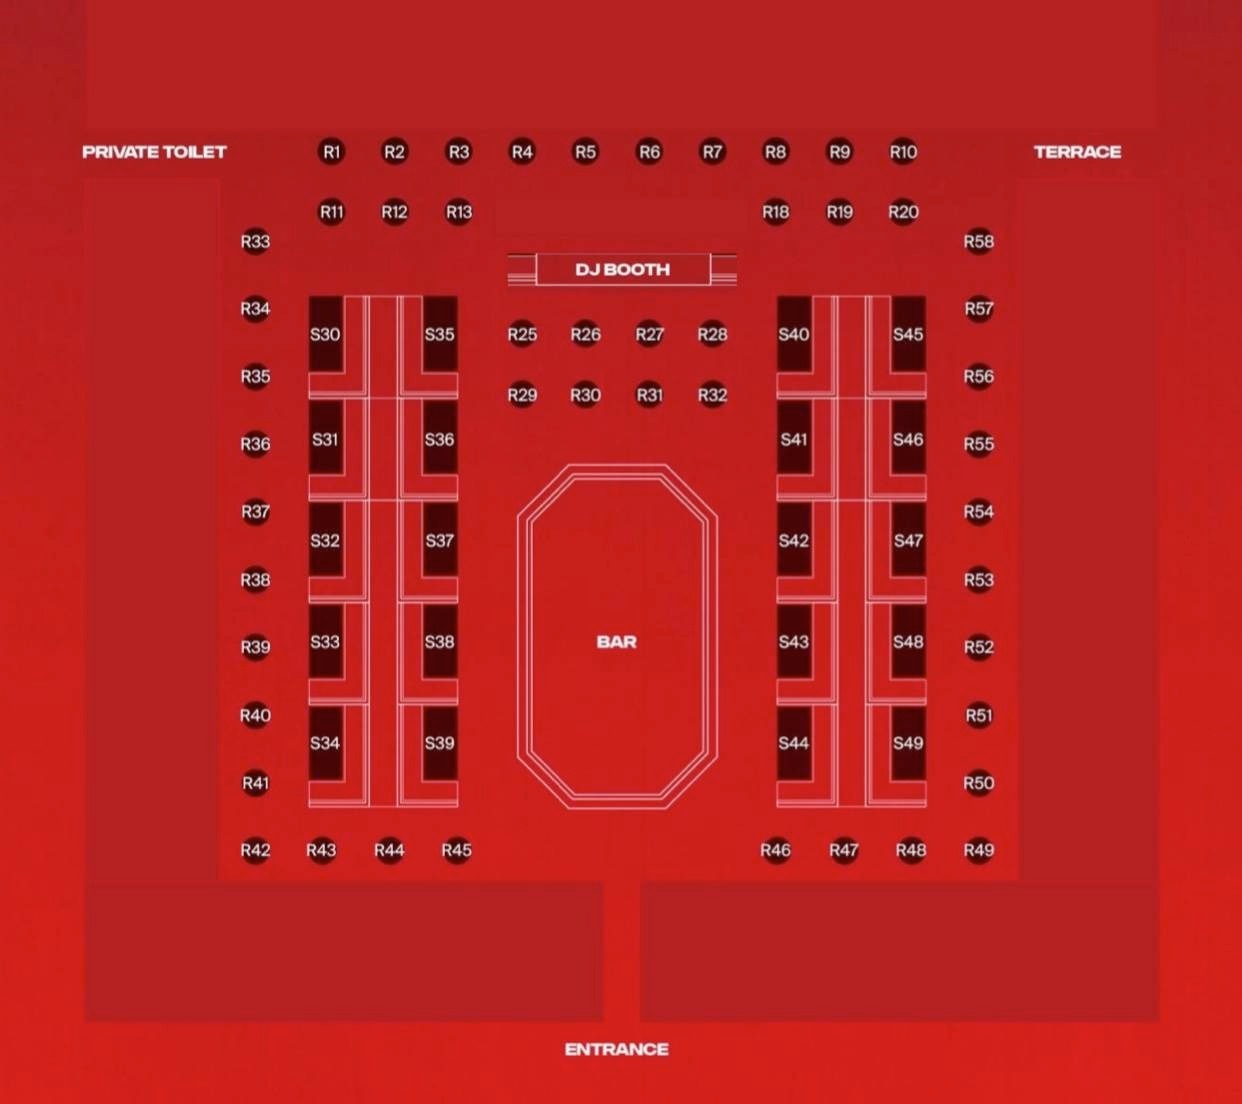 PRIVATE TOILET R1 R2 R3 R4 R5 R6 R7 R8 R9 R10 TERRACE
R11 R12 R13 R18 R19 R20
R33 R58
DJ BOOTH
R34 R57
S30 S35 R25 R26 R27 R28 S40 S45
R35 R56
R29 R30 R31 R32
S31 S36 S41 S46
R36 R55
R37 R54
S32 S37 S42 S47
R38 R53
S33 S38 BAR S43 S48
R39 R52
R40 R51
S34 S39 S44 S49
R41 R50
R42 R43 R44 R45 R46 R47 R48 R49
ENTRANCE